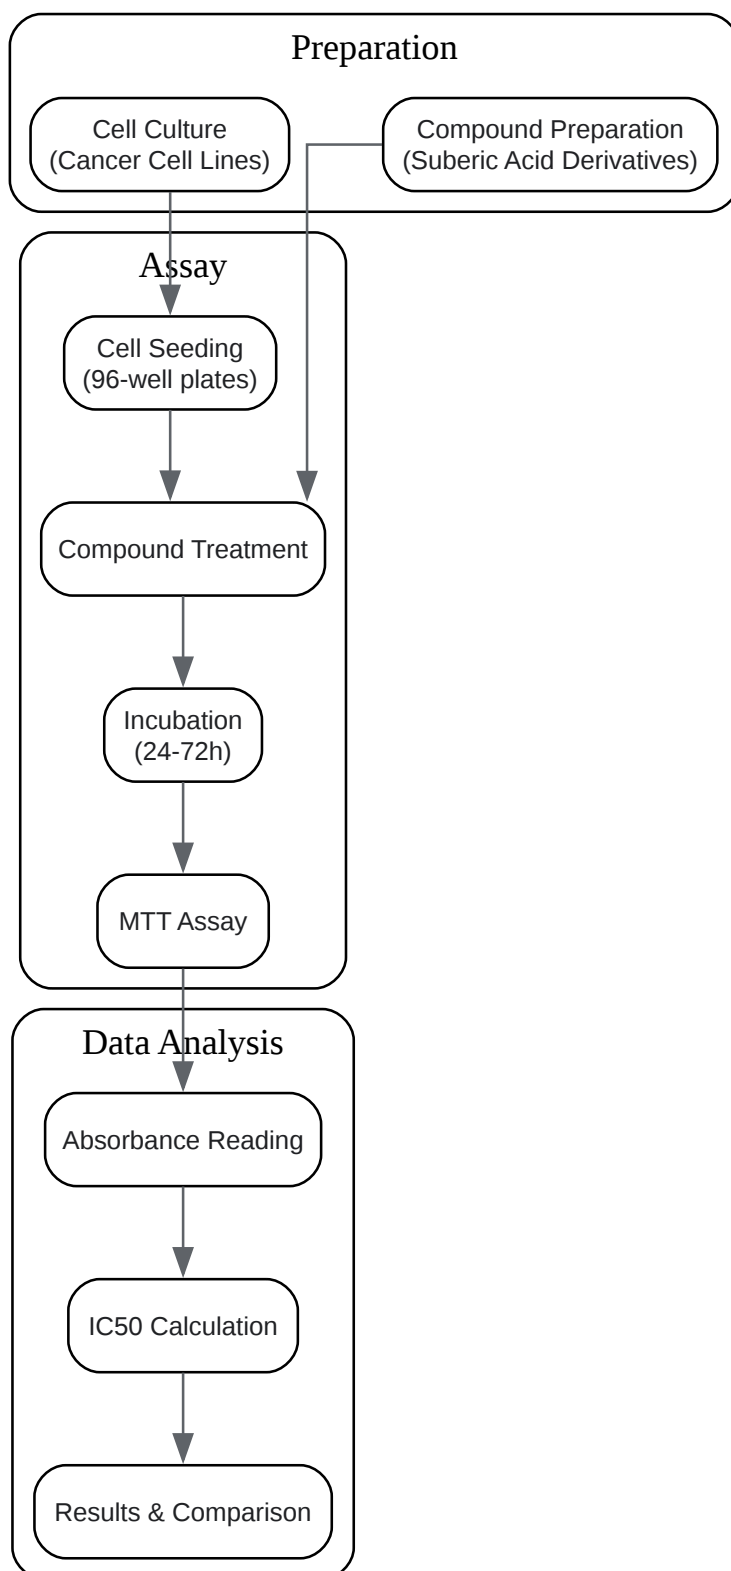 Preparation
Cell Culture
(Cancer Cell Lines)
Compound Preparation
(Suberic Acid Derivatives)
Assay
Cell Seeding
(96-well plates)
Compound Treatment
Incubation
(24-72h)
MTT Assay
Data Analysis
Absorbance Reading
IC50 Calculation
Results & Comparison